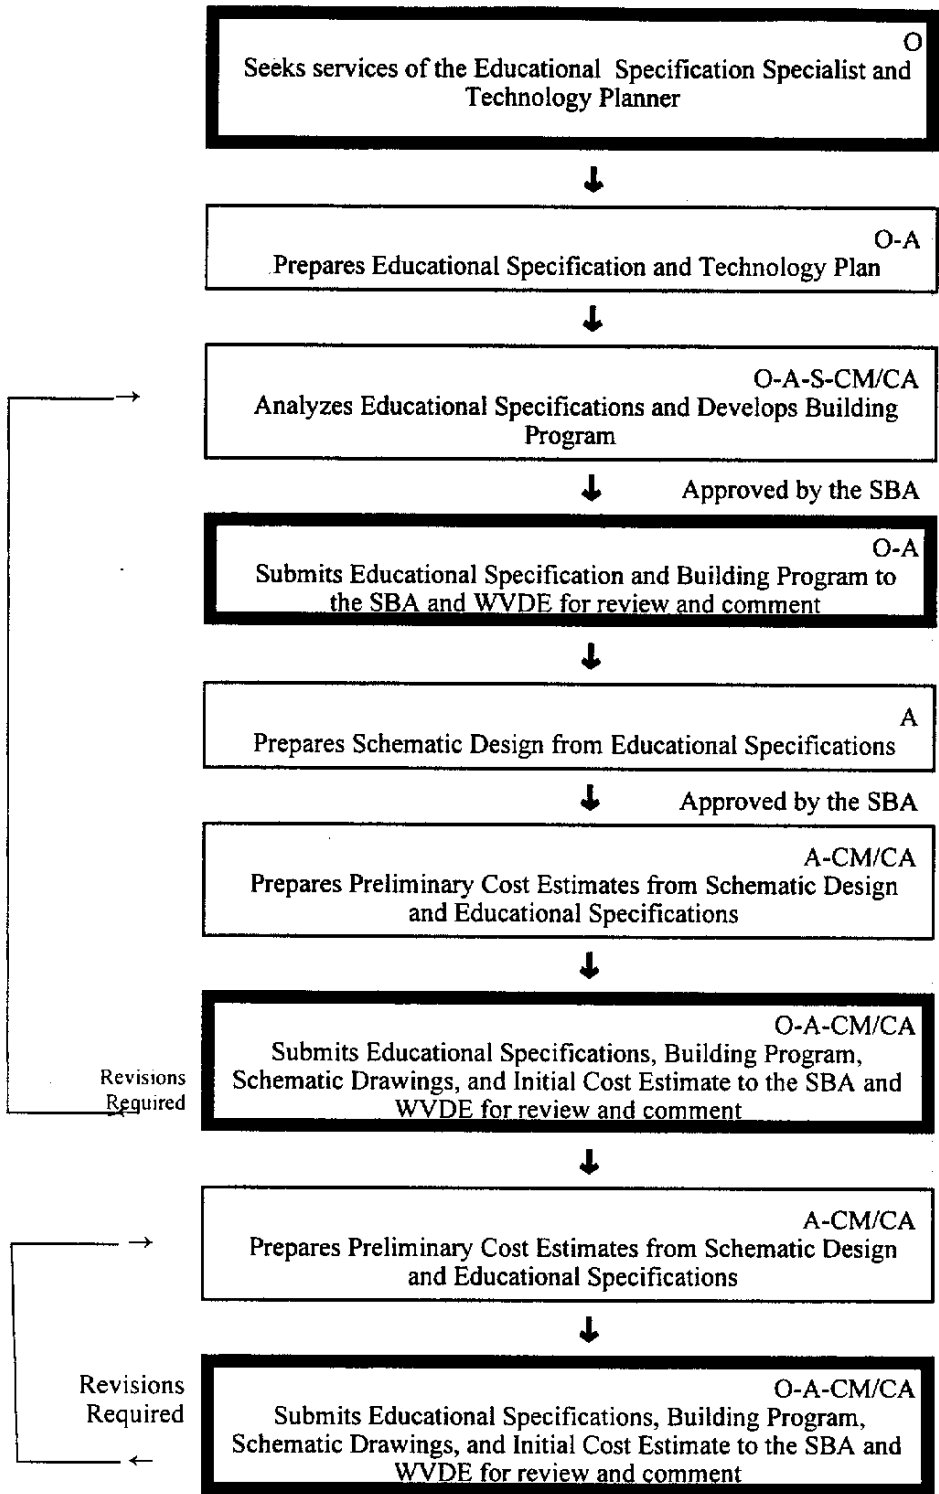 O
Seeks services of the Educational Specification Specialist and
Technology Planner
O-A
Prepares Educational Specification and Technology Plan
O-A-S-CM/CA
Analyzes Educational Specifications and Develops Building
Program
Approved by the SBA
O-A
Submits Educational Specification and Building Program to
the SBA and WVDE for review and comment
A
Prepares Schematic Design from Educational Specifications
Approved by the SBA
A-CM/CA
Prepares Preliminary Cost Estimates from Schematic Design
and Educational Specifications
O-A-CM/CA
Submits Educational Specifications, Building Program,
Schematic Drawings, and Initial Cost Estimate to the SBA and
WVDE for review and comment
Revisions
Required
A-CM/CA
Prepares Preliminary Cost Estimates from Schematic Design
and Educational Specifications
Revisions
Required
O-A-CM/CA
Submits Educational Specifications, Building Program,
Schematic Drawings, and Initial Cost Estimate to the SBA and
WVDE for review and comment